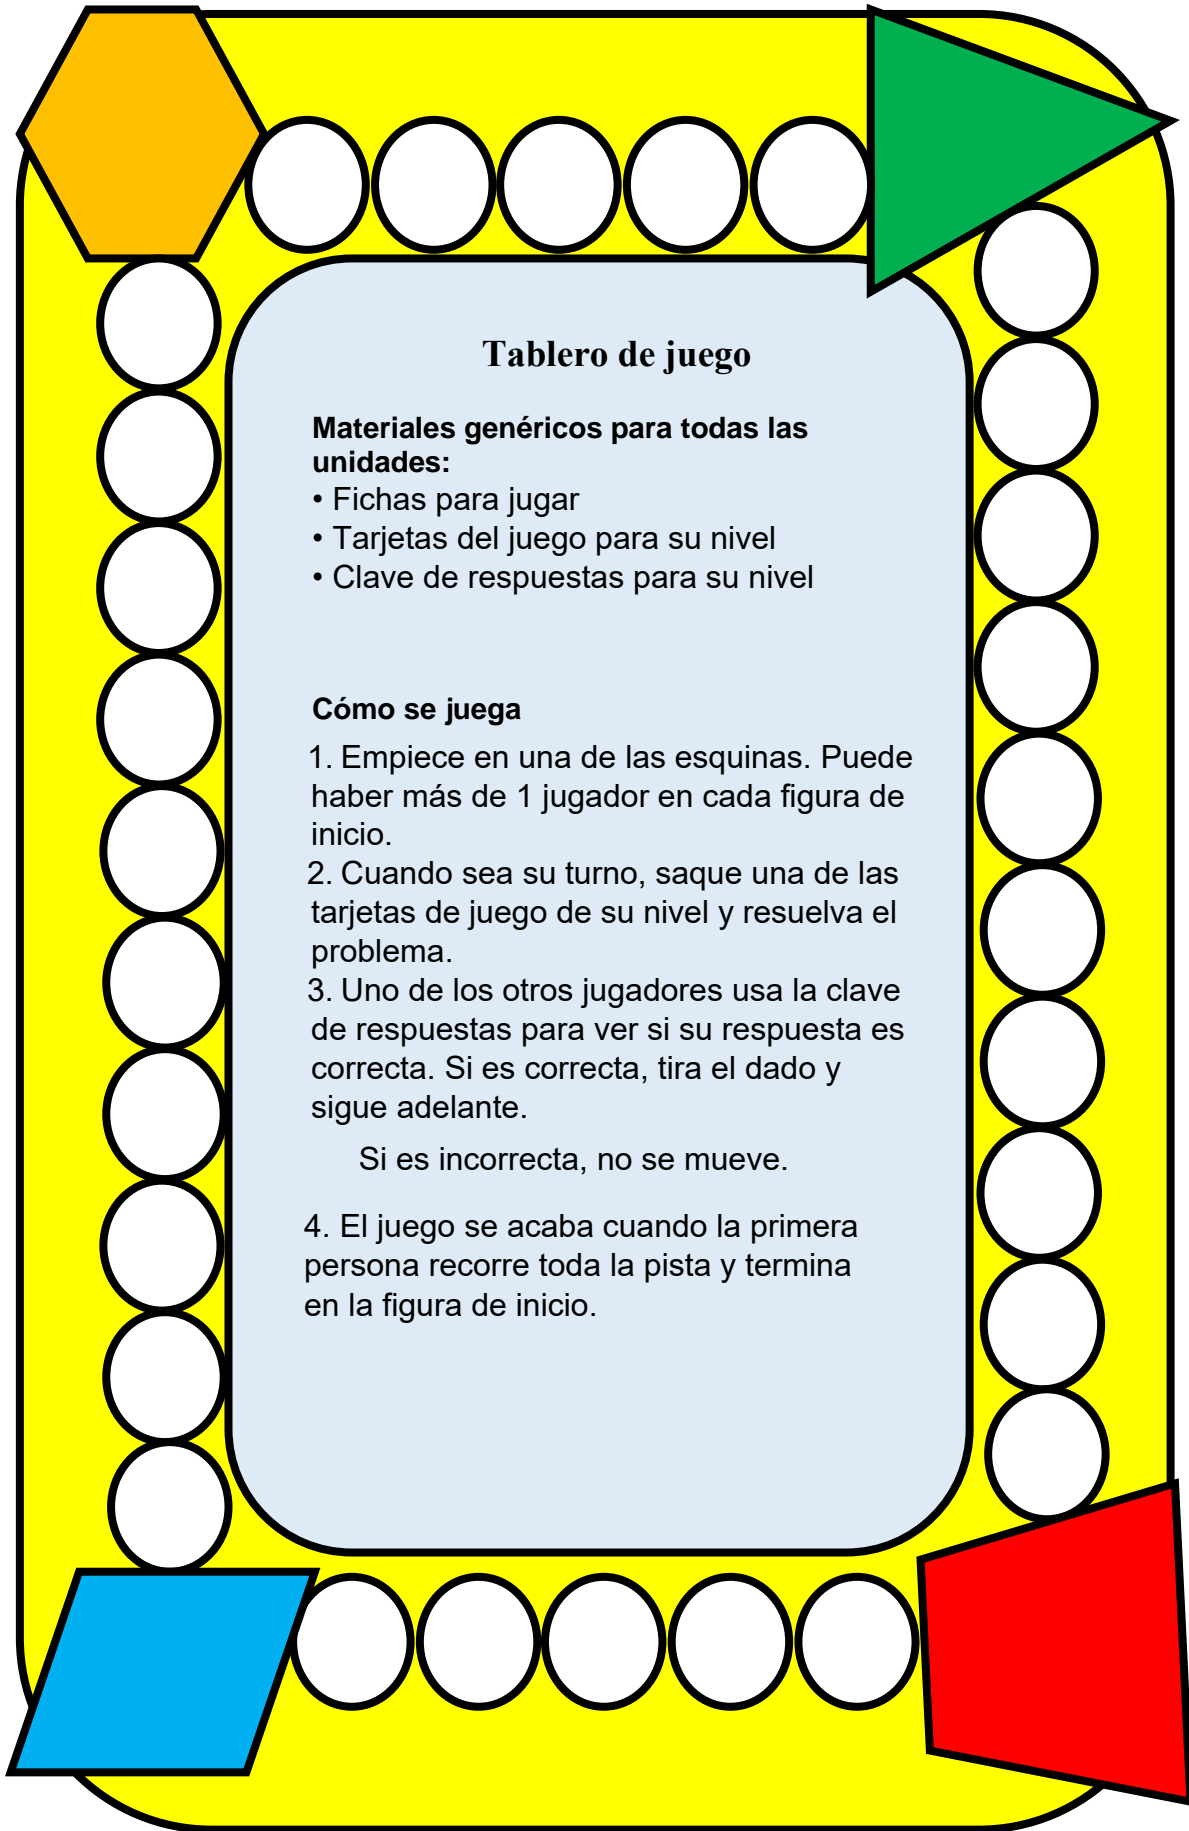 Tablero de juego
Materiales genéricos para todas las
unidades:
• Fichas para jugar
• Tarjetas del juego para su nivel
• Clave de respuestas para su nivel
Cómo se juega
1. Empiece en una de las esquinas. Puede
haber más de 1 jugador en cada figura de
inicio.
2. Cuando sea su turno, saque una de las
tarjetas de juego de su nivel y resuelva el
problema.
3. Uno de los otros jugadores usa la clave
de respuestas para ver si su respuesta es
correcta. Si es correcta, tira el dado y
sigue adelante.
Si es incorrecta, no se mueve.
4. El juego se acaba cuando la primera
persona recorre toda la pista y termina
en la figura de inicio.